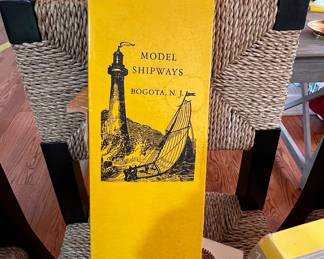 MODEL
SHIPWAYS
BOGOTA, N. J.